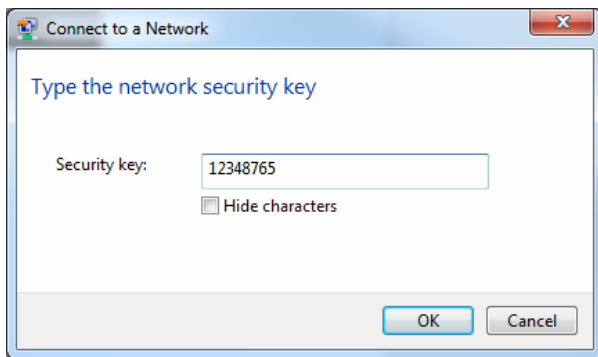 Connect to a Network
Type the network security key
Security key: 12348765
Hide characters
OK Cancel